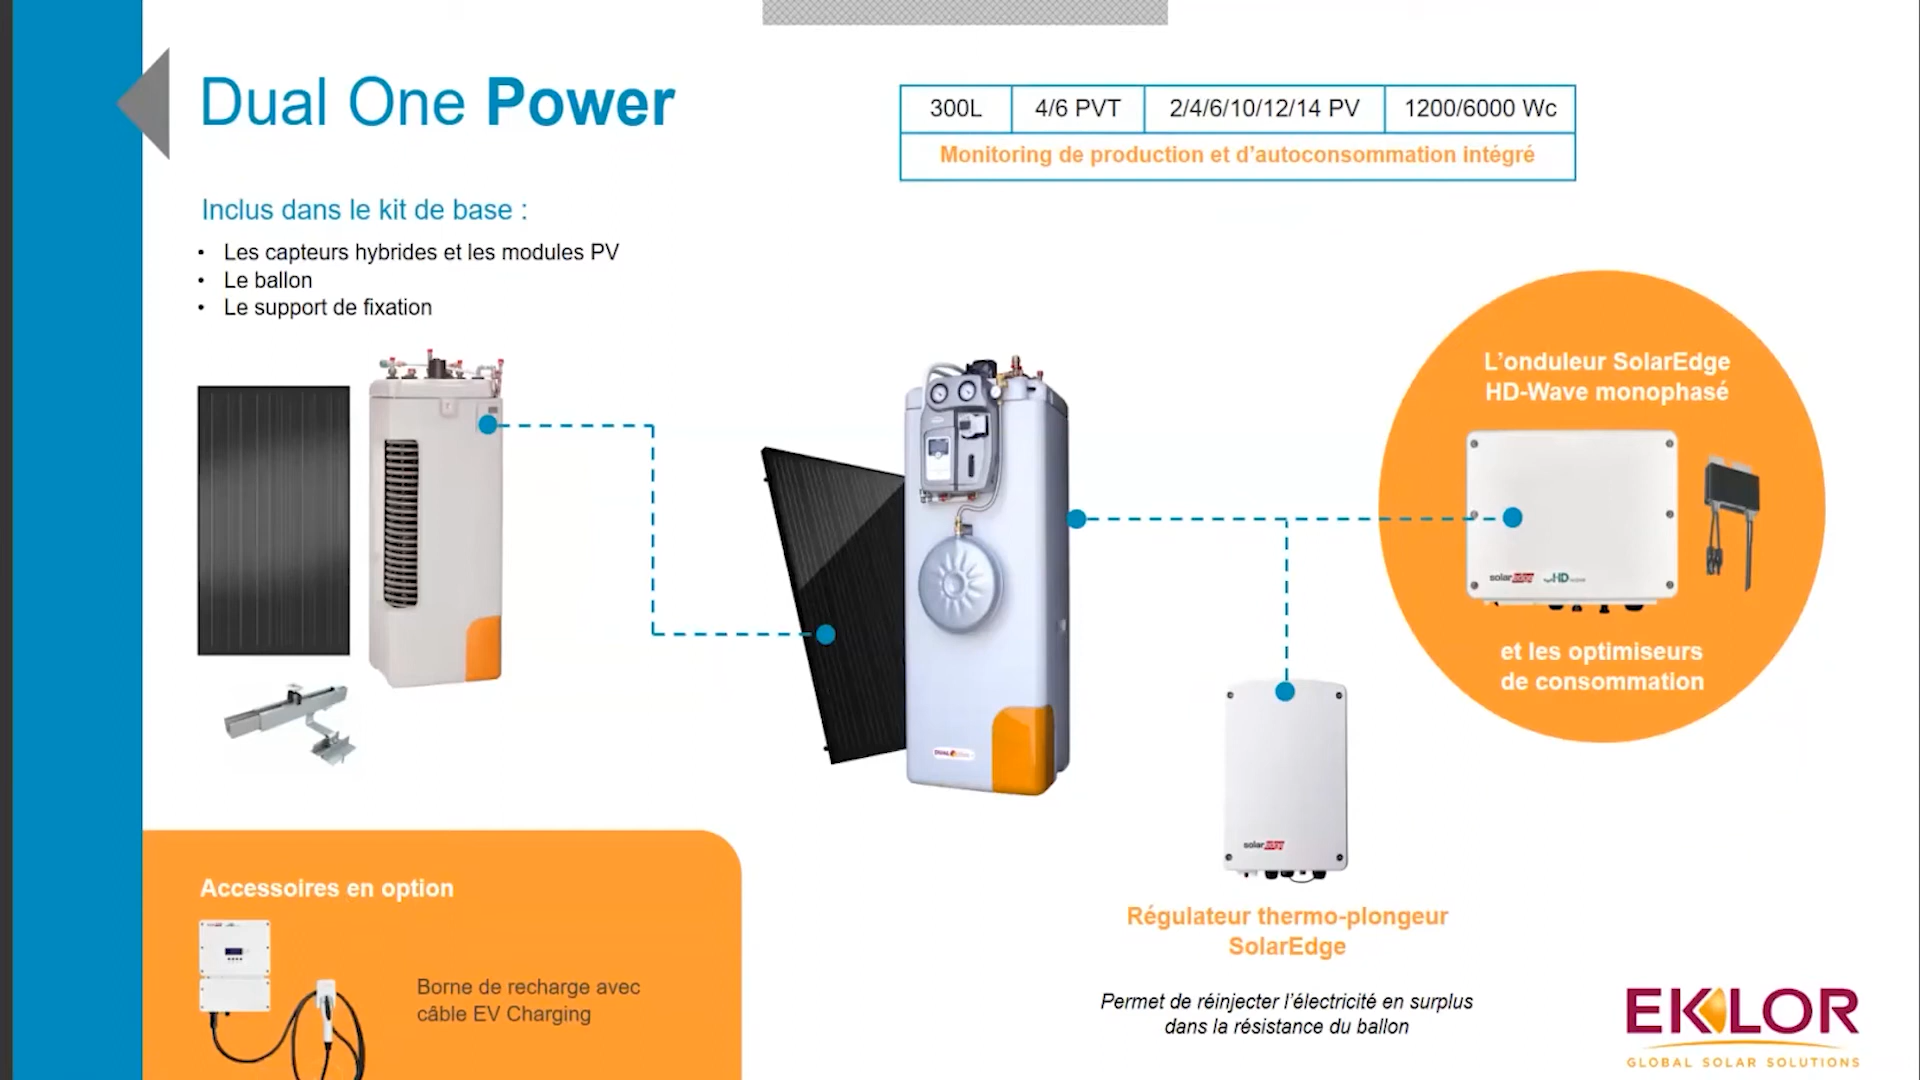 Dual One Power
300L 4/6 PVT 2/4/6/10/12/14 PV 1200/6000 Wc
Monitoring de production et d’autoconsommation intégré
Inclus dans le kit de base :
• Les capteurs hybrides et les modules PV
• Le ballon
• Le support de fixation
L’onduleur SolarEdge
HD-Wave monophasé
solaredge HD wave
et les optimiseurs
de consommation
solaredge
Régulateur thermo-plongeur
SolarEdge
Permet de réinjecter l’électricité en surplus
dans la résistance du ballon
Accessoires en option
Borne de recharge avec
câble EV Charging
EKLOR
GLOBAL SOLAR SOLUTIONS